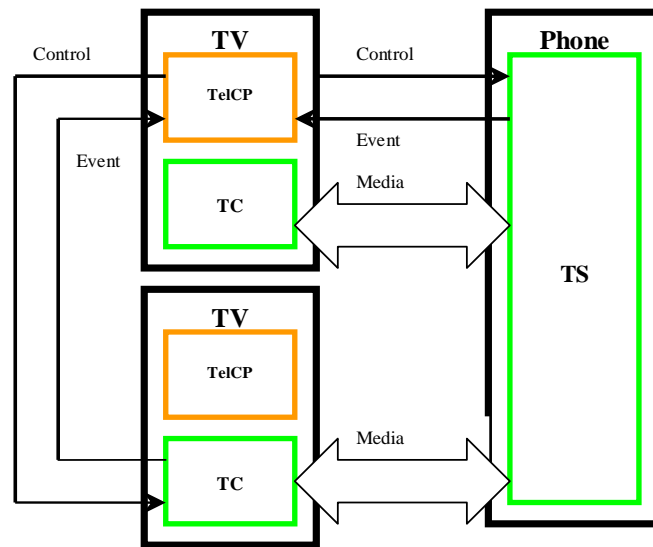 TV
Phone
Control
Control
TelCP
Event
Event
Media
TC
TS
TV
TelCP
Media
TC